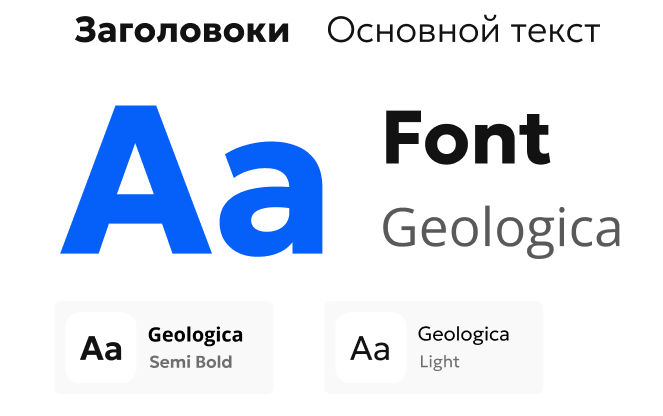 Заголовоки Основной текст
Aa
Font
Geologica
Aa Geologica
Semi Bold
Aa Geologica
Light